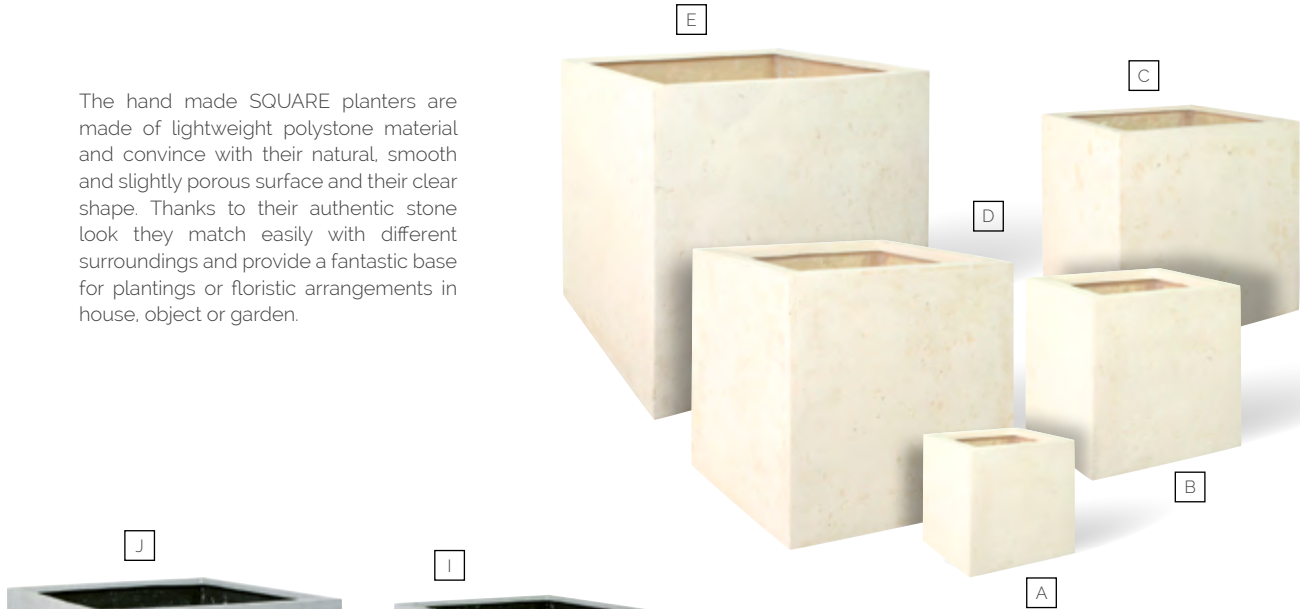 E
C
The hand made SQUARE planters are
made of lightweight polystone material
and convince with their natural, smooth
and slightly porous surface and their clear
shape. Thanks to their authentic stone
look they match easily with different
surroundings and provide a fantastic base
for plantings or floristic arrangements in
house, object or garden.
D
B
J
I
A